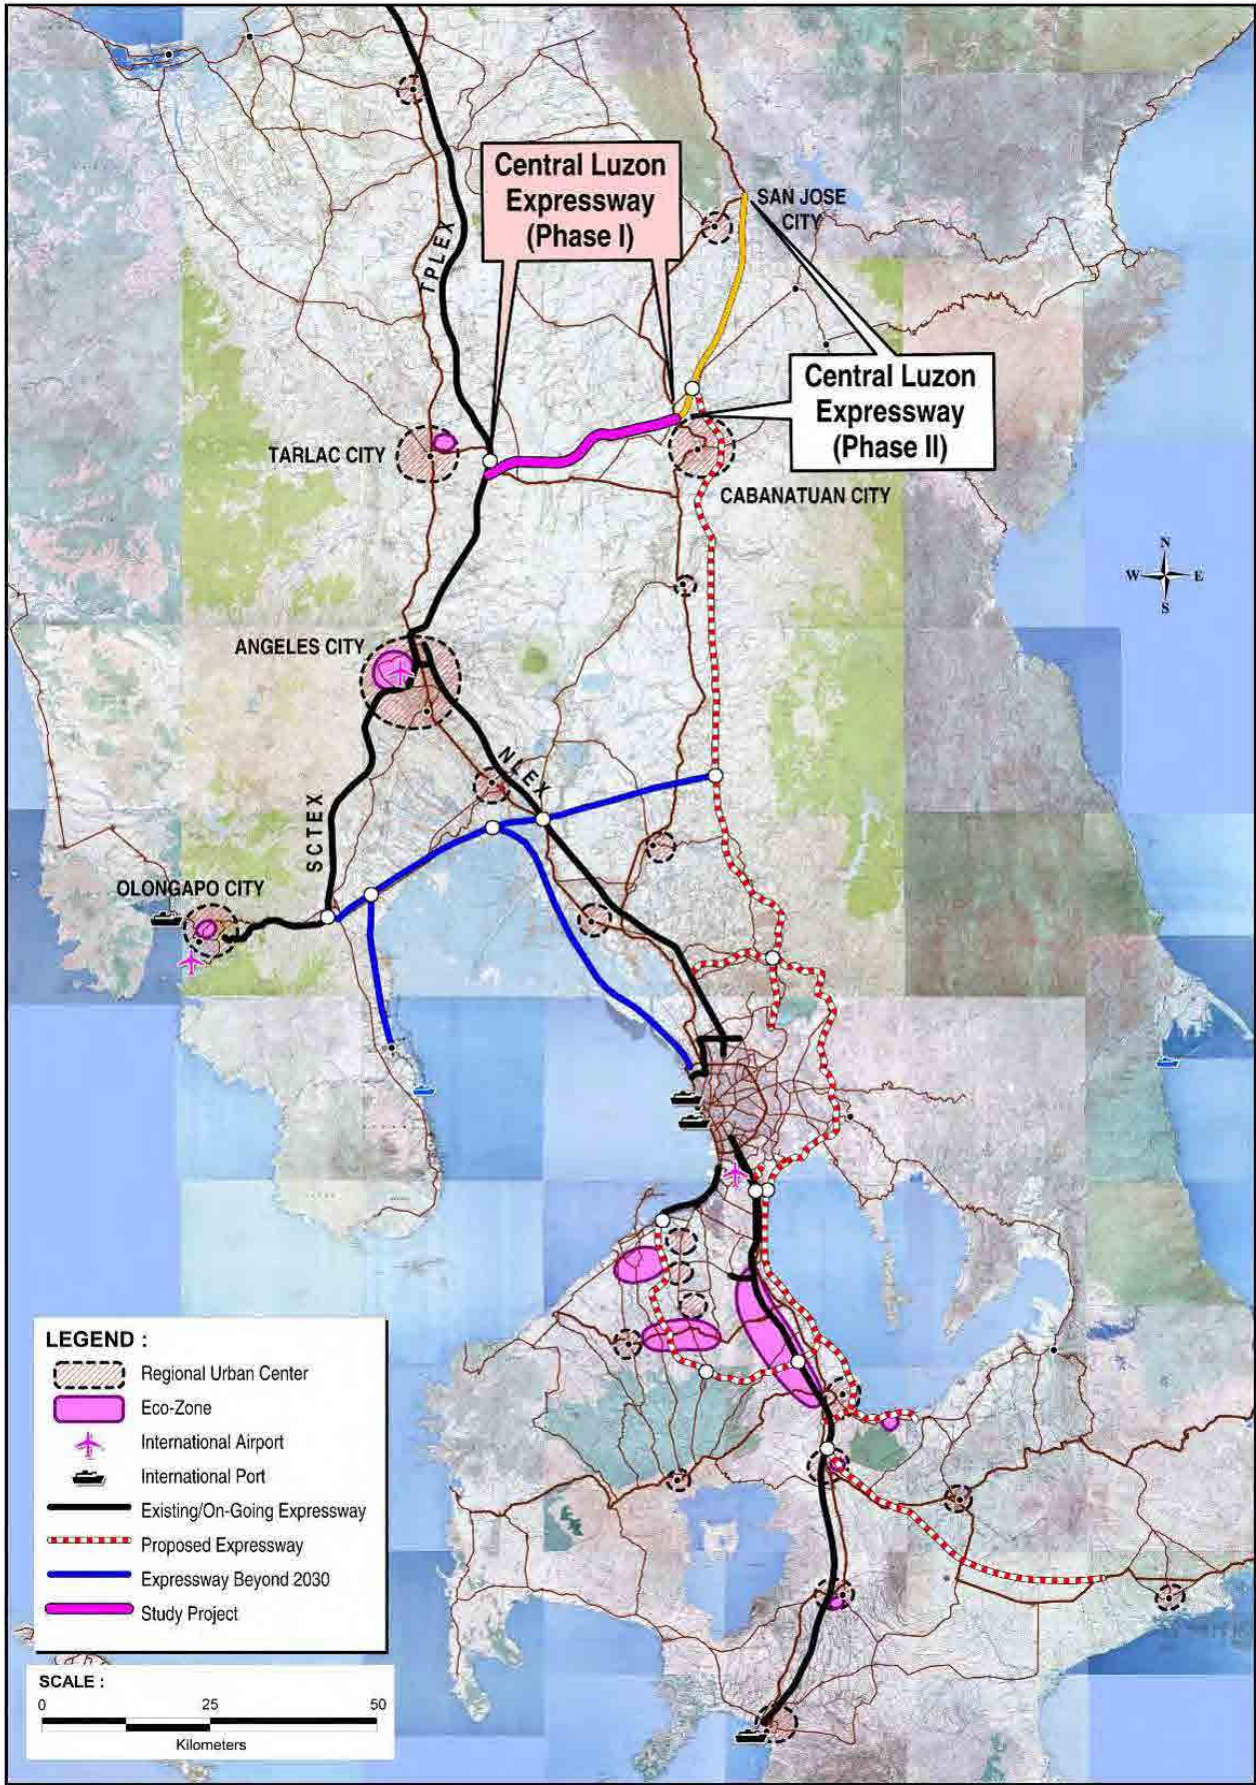 Central Luzon
Expressway
(Phase I)
SAN JOSE
CITY
TPLEX
Central Luzon
Expressway
(Phase II)
TARLAC CITY
CABANATUAN CITY
N
W E
S
ANGELES CITY
NLEX
SCTEX
OLONGAPO CITY
LEGEND :
Regional Urban Center
Eco-Zone
International Airport
International Port
Existing/On-Going Expressway
Proposed Expressway
Expressway Beyond 2030
Study Project
SCALE :
0 25 50
Kilometers